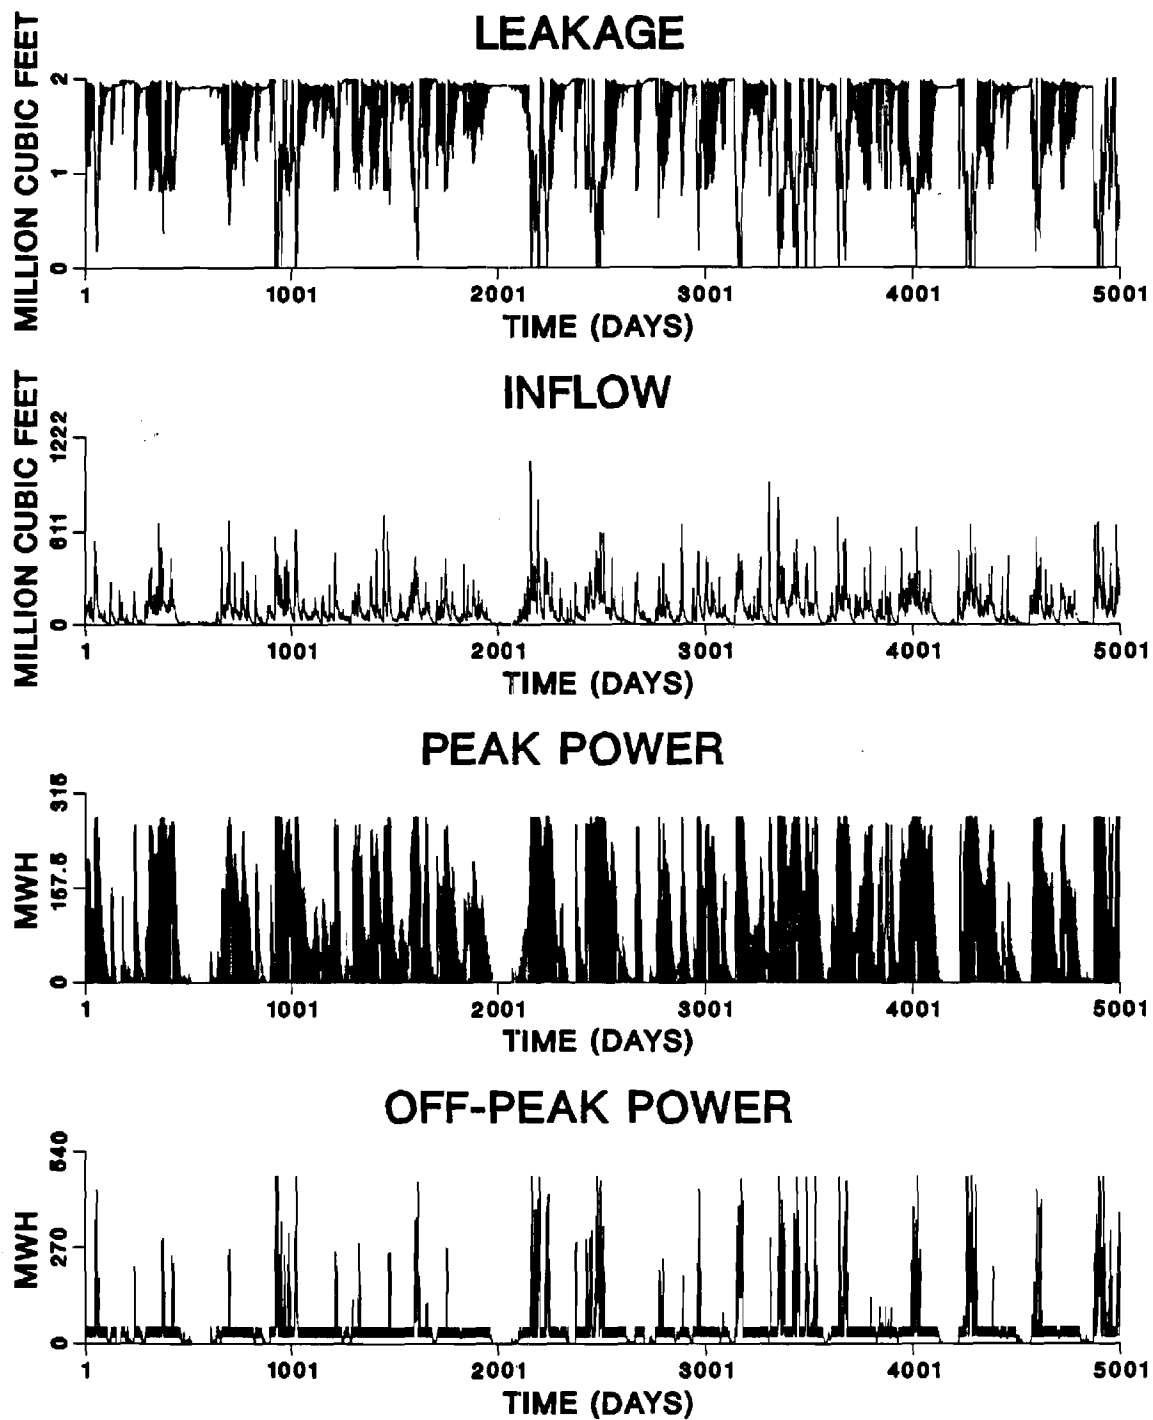 LEAKAGE
MILLION CUBIC FEET
2
1
0
1 1001 2001 3001 4001 5001
TIME (DAYS)
INFLOW
MILLION CUBIC FEET
1222
611
0
1 1001 2001 3001 4001 5001
TIME (DAYS)
PEAK POWER
MWH
315
157.5
0
1 1001 2001 3001 4001 5001
TIME (DAYS)
OFF-PEAK POWER
MWH
540
270
0
1 1001 2001 3001 4001 5001
TIME (DAYS)